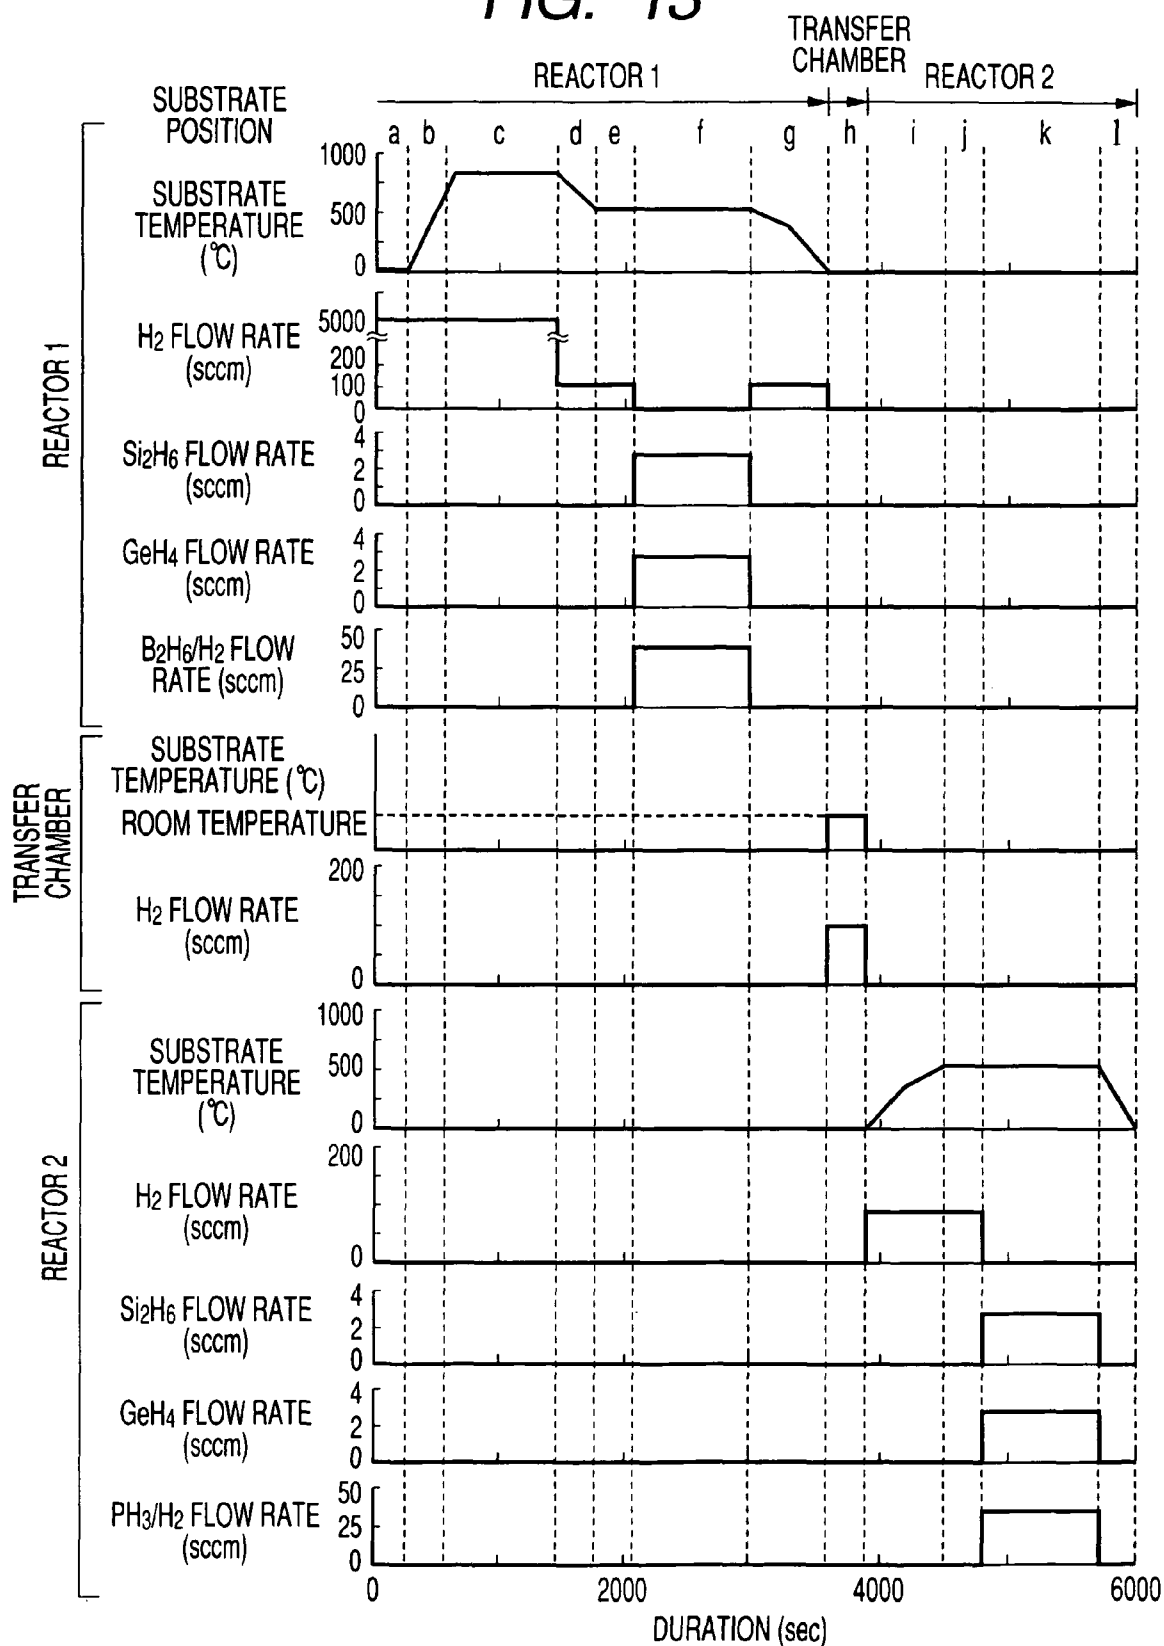 FIG. 13
TRANSFER
CHAMBER
REACTOR 1
REACTOR 2
SUBSTRATE
POSITION
a b c d e f g h i j k l
REACTOR 1
SUBSTRATE
TEMPERATURE
(℃)
1000
500
0
H2 FLOW RATE
(sccm)
5000
200
100
0
Si2H6 FLOW RATE
(sccm)
4
2
0
GeH4 FLOW RATE
(sccm)
4
2
0
B2H6/H2 FLOW
RATE (sccm)
50
25
0
TRANSFER
CHAMBER
SUBSTRATE
TEMPERATURE (℃)
ROOM TEMPERATURE
H2 FLOW RATE
(sccm)
200
0
REACTOR 2
SUBSTRATE
TEMPERATURE
(℃)
1000
500
0
H2 FLOW RATE
(sccm)
200
0
Si2H6 FLOW RATE
(sccm)
4
2
0
GeH4 FLOW RATE
(sccm)
4
2
0
PH3/H2 FLOW RATE
(sccm)
50
25
0
0 2000 4000 6000
DURATION (sec)